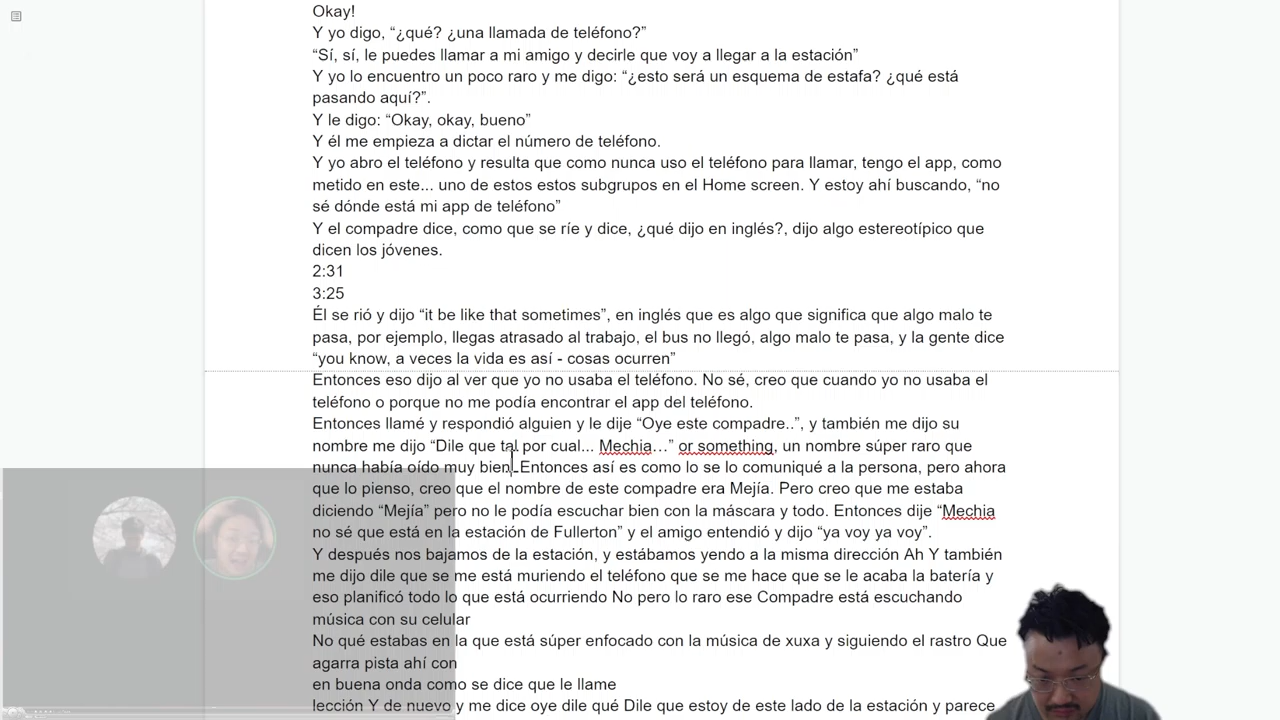 Okay!
Y yo digo, “¿qué? ¿una llamada de teléfono?”
“Sí, sí, le puedes llamar a mi amigo y decirle que voy a llegar a la estación”
Y yo lo encuentro un poco raro y me digo: “¿esto será un esquema de estafa? ¿qué está
pasando aquí?”.
Y le digo: “Okay, okay, bueno”
Y él me empieza a dictar el número de teléfono.
Y yo abro el teléfono y resulta que como nunca uso el teléfono para llamar, tengo el app, como
metido en este... uno de estos estos subgrupos en el Home screen. Y estoy ahí buscando, “no
sé dónde está mi app de teléfono”
Y el compadre dice, como que se ríe y dice, ¿qué dijo en inglés?, dijo algo estereotípico que
dicen los jóvenes.
2:31
3:25
Él se rió y dijo “it be like that sometimes”, en inglés que es algo que significa que algo malo te
pasa, por ejemplo, llegas atrasado al trabajo, el bus no llegó, algo malo te pasa, y la gente dice
“you know, a veces la vida es así - cosas ocurren”
Entonces eso dijo al ver que yo no usaba el teléfono. No sé, creo que cuando yo no usaba el
teléfono o porque no me podía encontrar el app del teléfono.
Entonces llamé y respondió alguien y le dije “Oye este compadre..”, y también me dijo su
nombre me dijo “Dile que tal por cual... Mechia…” or something, un nombre súper raro que
nunca había oído muy bien. Entonces así es como lo se lo comuniqué a la persona, pero ahora
que lo pienso, creo que el nombre de este compadre era Mejía. Pero creo que me estaba
diciendo “Mejía” pero no le podía escuchar bien con la máscara y todo. Entonces dije “Mechia
no sé que está en la estación de Fullerton” y el amigo entendió y dijo “ya voy ya voy”.
Y después nos bajamos de la estación, y estábamos yendo a la misma dirección Ah Y también
me dijo dile que se me está muriendo el teléfono que se me hace que se le acaba la batería y
eso planificó todo lo que está ocurriendo No pero lo raro ese Compadre está escuchando
música con su celular
No qué estabas en la que está súper enfocado con la música de xuxa y siguiendo el rastro Que
agarra pista ahí con
en buena onda como se dice que le llame
lección Y de nuevo y me dice oye dile qué Dile que estoy de este lado de la estación y parece